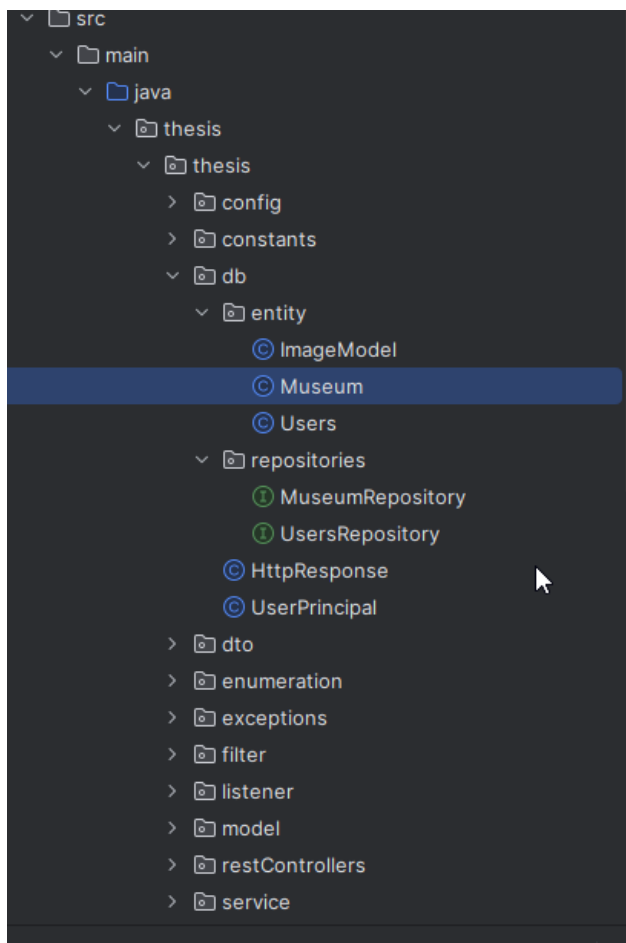 src
main
java
thesis
thesis
config
constants
db
entity
ImageModel
Museum
Users
repositories
MuseumRepository
UsersRepository
HttpResponse
UserPrincipal
dto
enumeration
exceptions
filter
listener
model
restControllers
service